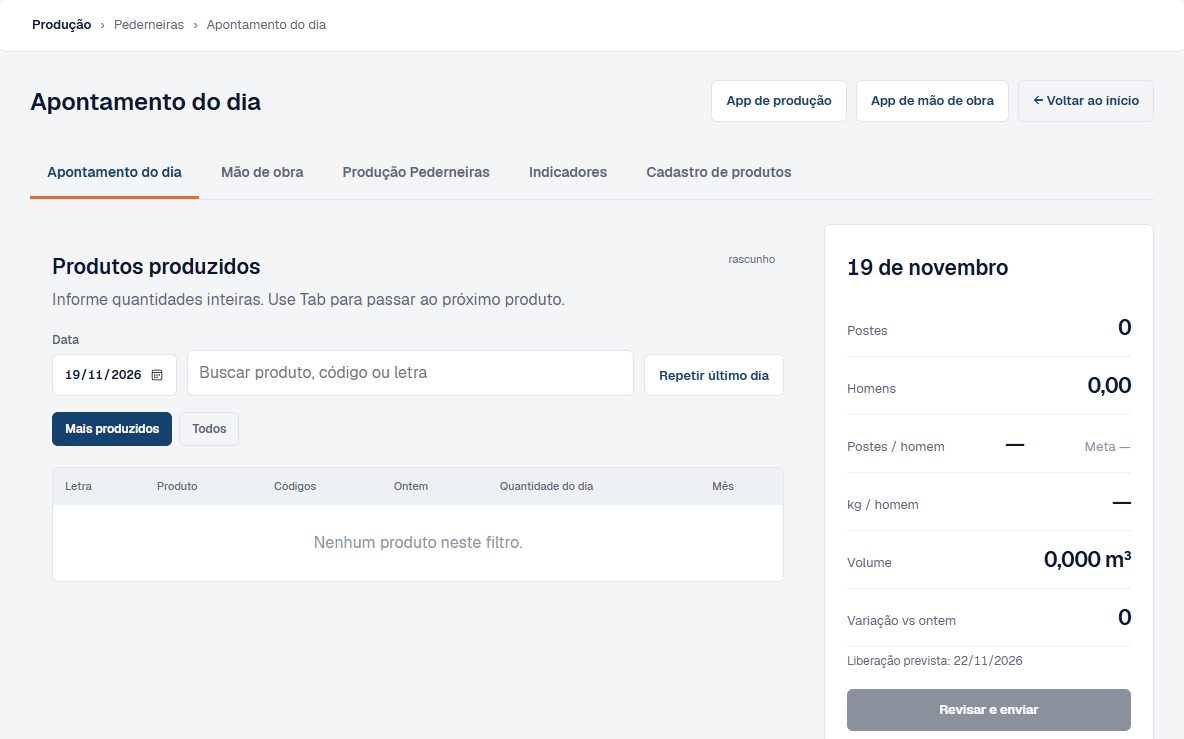 Produção › Pederneiras › Apontamento do dia
Apontamento do dia
App de produção
App de mão de obra
← Voltar ao início
Apontamento do dia
Mão de obra
Produção Pederneiras
Indicadores
Cadastro de produtos
Produtos produzidos
rascunho
Informe quantidades inteiras. Use Tab para passar ao próximo produto.
Data
19/11/2026
Buscar produto, código ou letra
Repetir último dia
Mais produzidos
Todos
Letra Produto Códigos Ontem Quantidade do dia Mês
Nenhum produto neste filtro.
19 de novembro
Postes 0
Homens 0,00
Postes / homem — Meta —
kg / homem —
Volume 0,000 m³
Variação vs ontem 0
Liberação prevista: 22/11/2026
Revisar e enviar